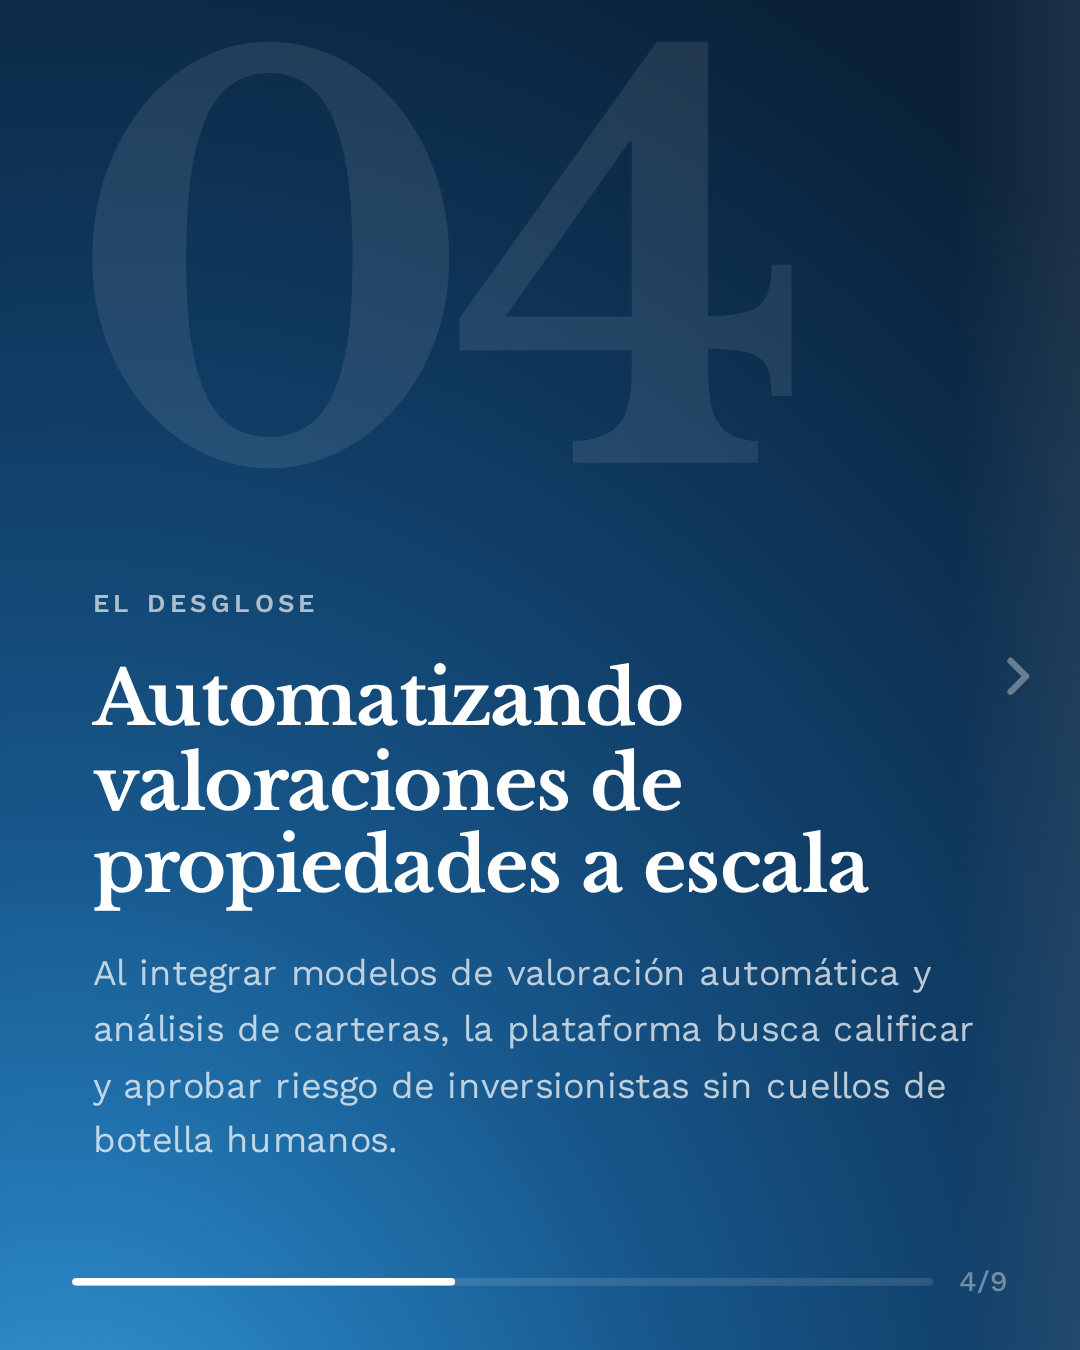 04
EL DESGLOSE
Automatizando
valoraciones de
propiedades a escala
Al integrar modelos de valoración automática y
análisis de carteras, la plataforma busca calificar
y aprobar riesgo de inversionistas sin cuellos de
botella humanos.
4/9